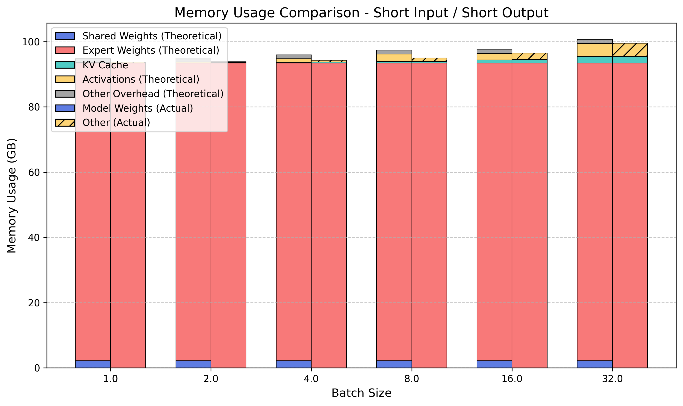 Memory Usage Comparison - Short Input / Short Output
Memory Usage (GB)
100
80
60
40
20
0
Shared Weights (Theoretical)
Expert Weights (Theoretical)
KV Cache
Activations (Theoretical)
Other Overhead (Theoretical)
Model Weights (Actual)
Other (Actual)
1.0 2.0 4.0 8.0 16.0 32.0
Batch Size